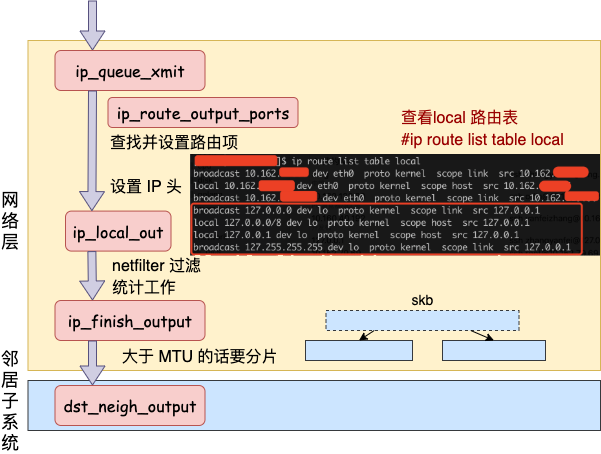 ip_queue_xmit
ip_route_output_ports
查找并设置路由项
查看local 路由表
#ip route list table local
]$ ip route list table local
broadcast 10.162. dev eth0 proto kernel scope link src 10.162.
local 10.162. dev eth0 proto kernel scope host src 10.162.
broadcast 10.162. dev eth0 proto kernel scope link src 10.162.
broadcast 127.0.0.0 dev lo proto kernel scope link src 127.0.0.1
local 127.0.0.0/8 dev lo proto kernel scope host src 127.0.0.1
local 127.0.0.1 dev lo proto kernel scope host src 127.0.0.1
broadcast 127.255.255.255 dev lo proto kernel scope link src 127.0.0.1
设置 IP 头
网络层
ip_local_out
netfilter 过滤
统计工作
skb
ip_finish_output
大于 MTU 的话要分片
邻居子系统
dst_neigh_output